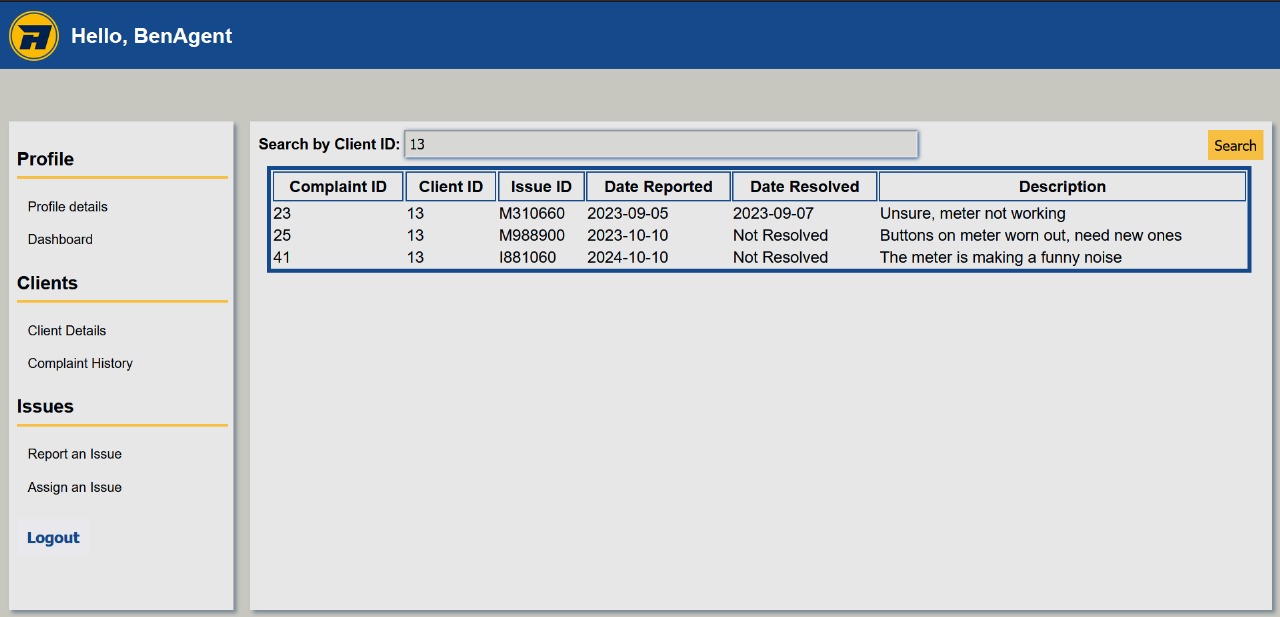 Hello, BenAgent
Profile
Profile details
Dashboard
Clients
Client Details
Complaint History
Issues
Report an Issue
Assign an Issue
Logout
Search by Client ID: 13 Search
Complaint ID Client ID Issue ID Date Reported Date Resolved Description
23 13 M310660 2023-09-05 2023-09-07 Unsure, meter not working
25 13 M988900 2023-10-10 Not Resolved Buttons on meter worn out, need new ones
41 13 I881060 2024-10-10 Not Resolved The meter is making a funny noise